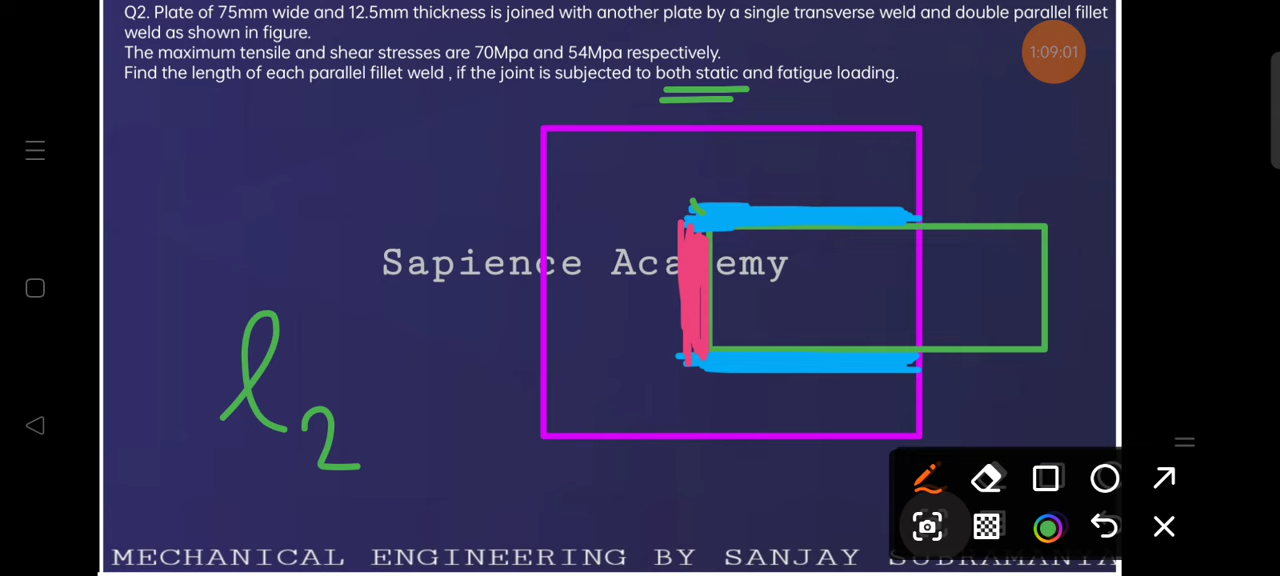 Q2. Plate of 75mm wide and 12.5mm thickness is joined with another plate by a single transverse weld and double parallel fillet
weld as shown in figure.
The maximum tensile and shear stresses are 70Mpa and 54Mpa respectively.
Find the length of each parallel fillet weld , if the joint is subjected to both static and fatigue loading.
1:09:01
Sapience Academy
l2
MECHANICAL ENGINEERING BY SANJAY SUBRAMANIA